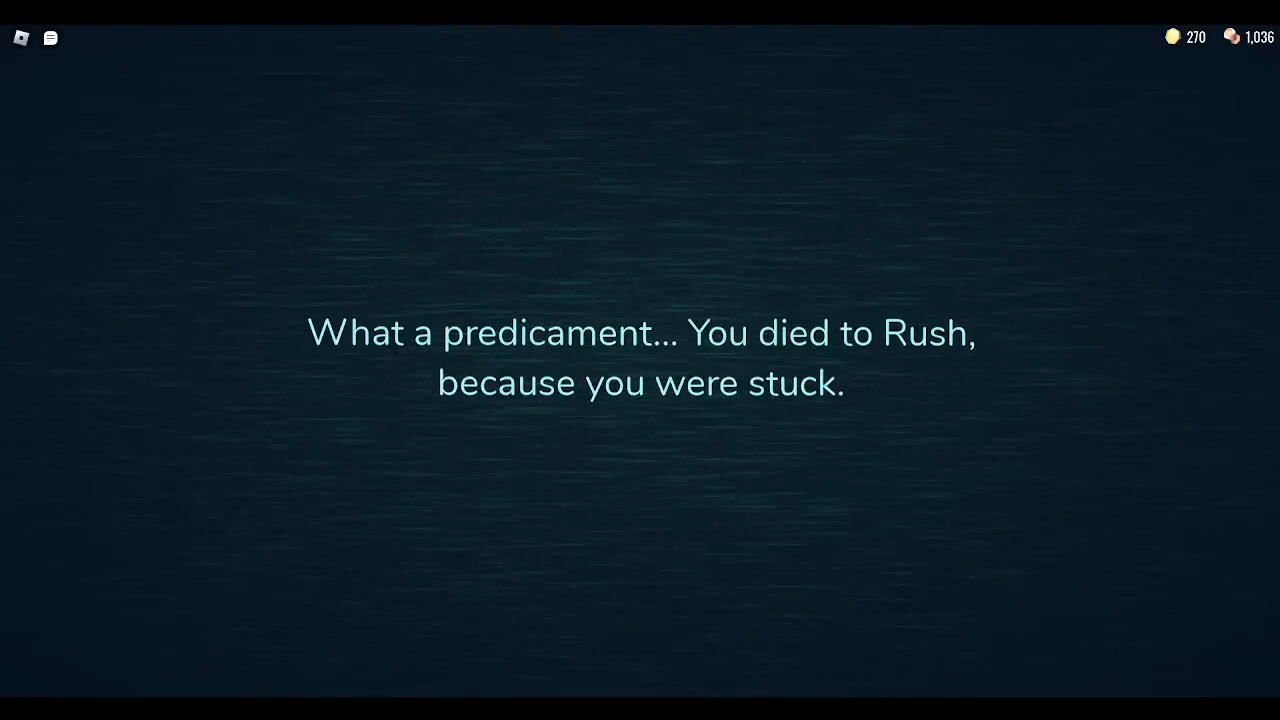 270 1,036
What a predicament... You died to Rush,
because you were stuck.